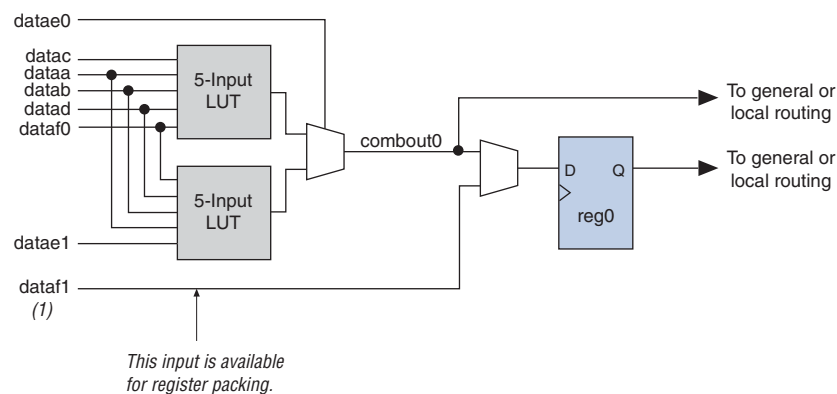 datae0
datac
dataa
datab
datad
dataf0
5-Input
LUT
combout0
To general or
local routing
D
Q
reg0
To general or
local routing
5-Input
LUT
datae1
dataf1
(1)
This input is available
for register packing.